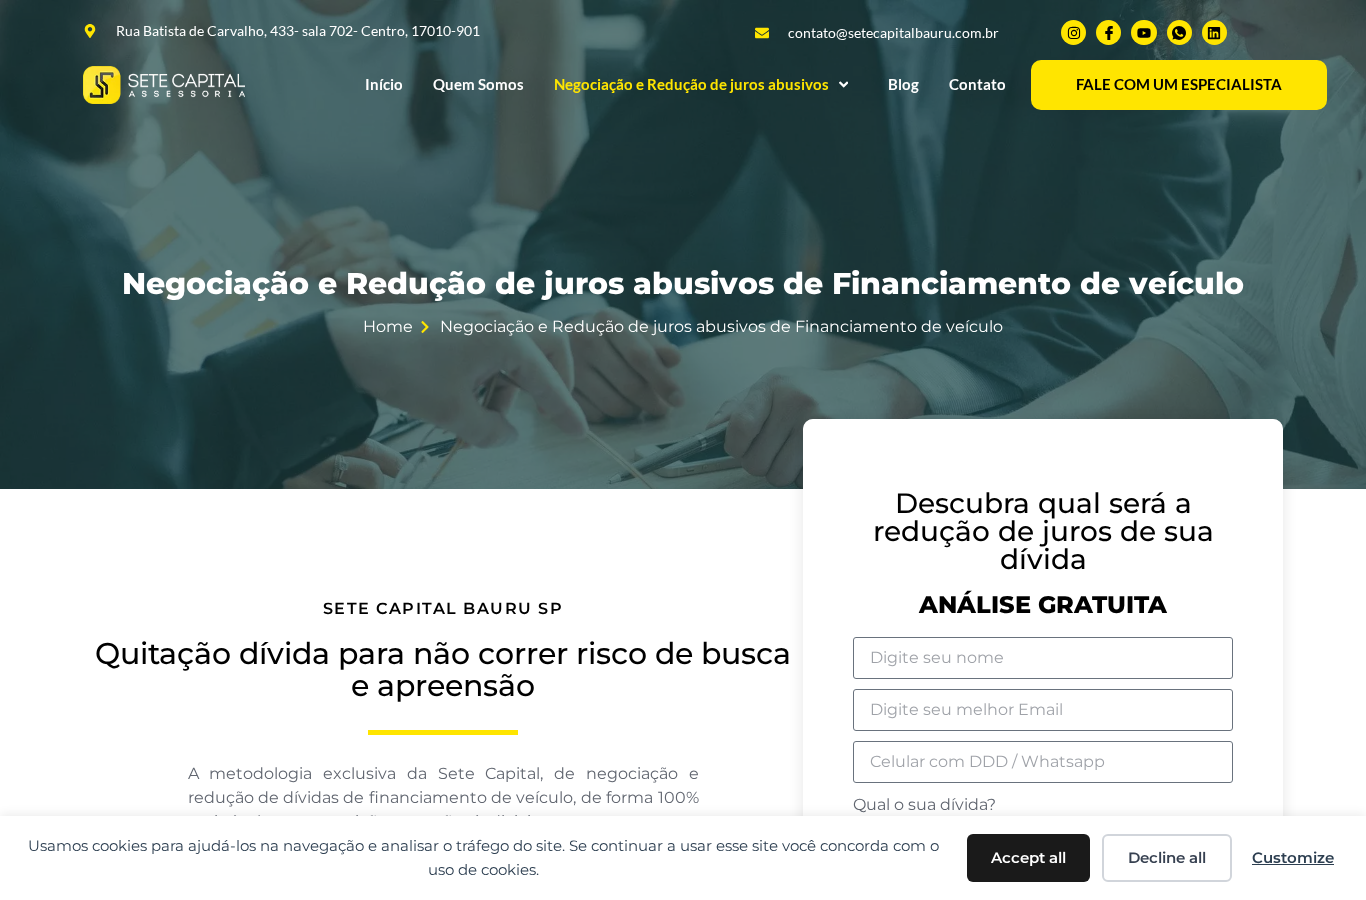 Rua Batista de Carvalho, 433- sala 702- Centro, 17010-901
contato@setecapitalbauru.com.br
SETE CAPITAL
ASSESSORIA
Início
Quem Somos
Negociação e Redução de juros abusivos
Blog
Contato
FALE COM UM ESPECIALISTA
Negociação e Redução de juros abusivos de Financiamento de veículo
Home
Negociação e Redução de juros abusivos de Financiamento de veículo
SETE CAPITAL BAURU SP
Quitação dívida para não correr risco de busca
e apreensão
A metodologia exclusiva da Sete Capital, de negociação e
redução de dívidas de financiamento de veículo, de forma 100%
Descubra qual será a
redução de juros de sua
dívida
ANÁLISE GRATUITA
Digite seu nome
Digite seu melhor Email
Celular com DDD / Whatsapp
Qual o sua dívida?
Usamos cookies para ajudá-los na navegação e analisar o tráfego do site. Se continuar a usar esse site você concorda com o
uso de cookies.
Accept all
Decline all
Customize